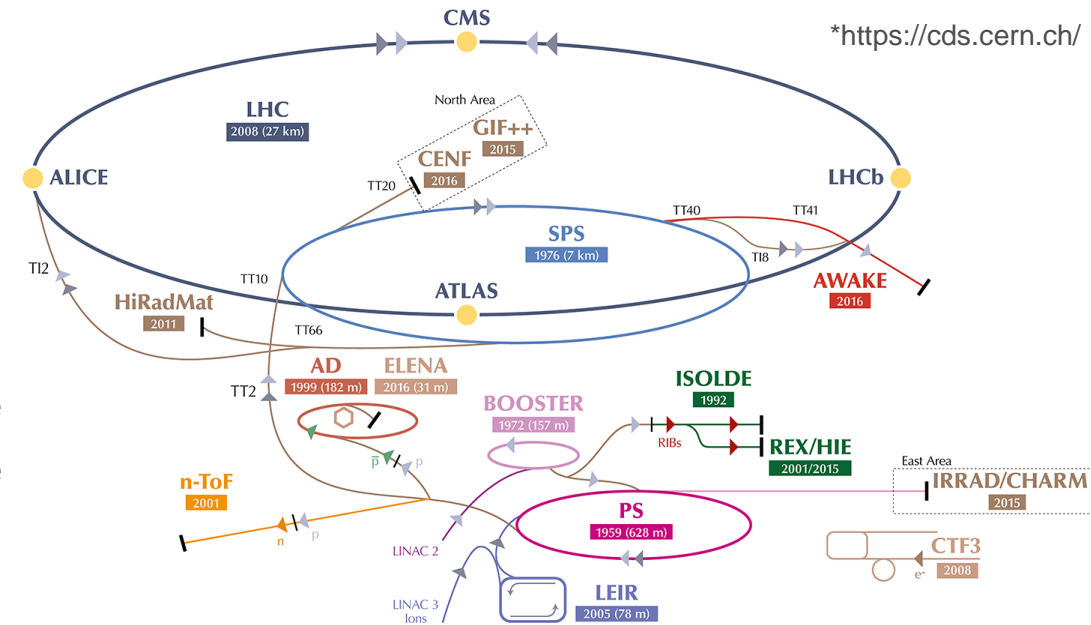 CMS
*https://cds.cern.ch/
LHC
2008 (27 km)
North Area
GIF++
2015
CENF
2016
TT20
ALICE
LHCb
TT40
TT41
SPS
1976 (7 km)
TI8
TI2
TT10
AWAKE
2016
ATLAS
HiRadMat
2011
TT66
AD
1999 (182 m)
ELENA
2016 (31 m)
TT2
ISOLDE
1992
BOOSTER
1972 (157 m)
RIBs
REX/HIE
2001/2015
p̅
p
East Area
n-ToF
2001
IRRAD/CHARM
2015
PS
1959 (628 m)
n
p
LINAC 2
CTF3
2008
e-
LEIR
2005 (78 m)
LINAC 3
Ions